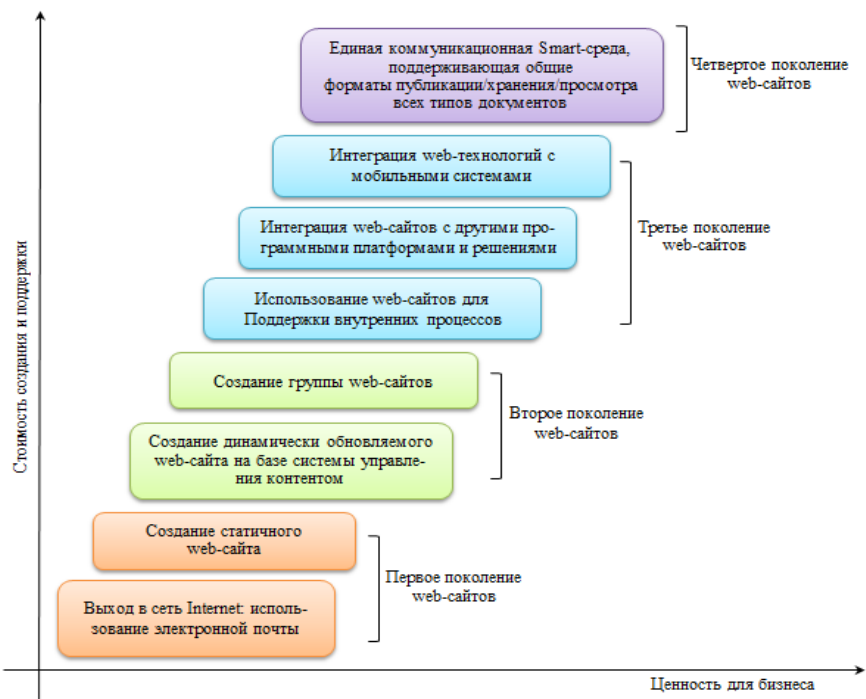 Единая коммуникационная Smart-среда,
поддерживающая общие
форматы публикации/хранения/просмотра
всех типов документов
Четвертое поколение
web-сайтов
Интеграция web-технологий с
мобильными системами
Интеграция web-сайтов с другими про-
граммными платформами и решениями
Третье поколение
web-сайтов
Использование web-сайтов для
Поддержки внутренних процессов
Создание группы web-сайтов
Второе поколение
web-сайтов
Создание динамически обновляемого
web-сайта на базе системы управле-
ния контентом
Создание статичного
web-сайта
Первое поколение
web-сайтов
Выход в сеть Internet: исполь-
зование электронной почты
Стоимость создания и поддержки
Ценность для бизнеса